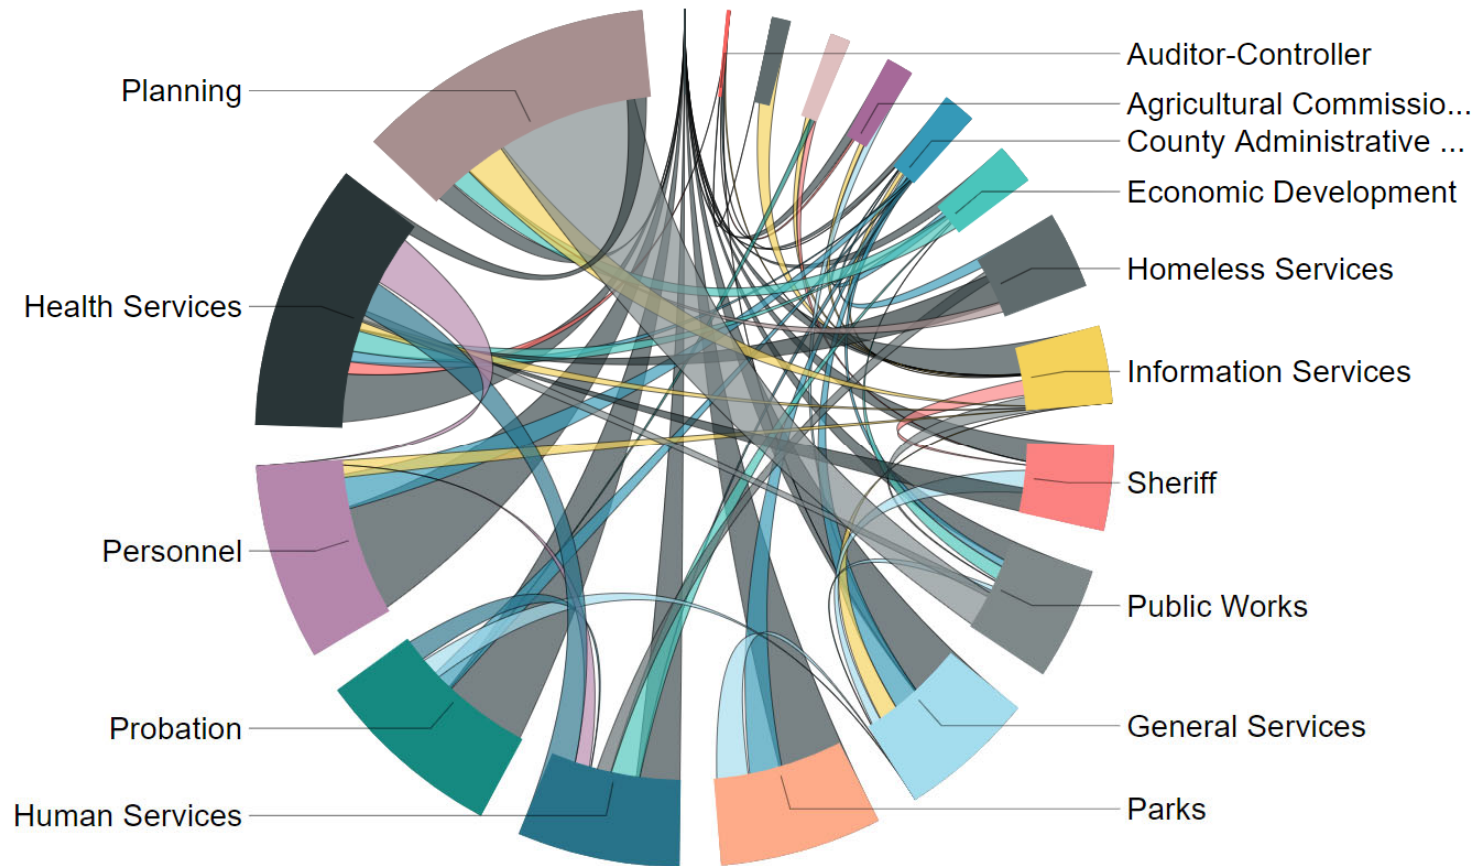 Planning
Health Services
Personnel
Probation
Human Services
Auditor-Controller
Agricultural Commissio...
County Administrative ...
Economic Development
Homeless Services
Information Services
Sheriff
Public Works
General Services
Parks